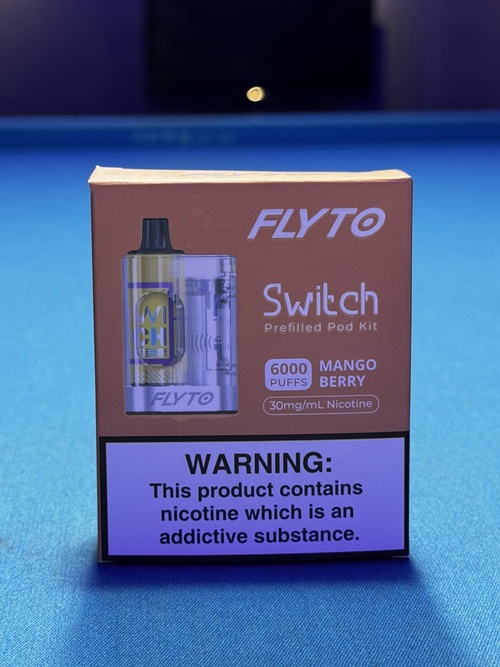 FLYTO
Switch
Prefilled Pod Kit
6000
PUFFS
MANGO
BERRY
30mg/mL Nicotine
FLYTO
WARNING:
This product contains
nicotine which is an
addictive substance.